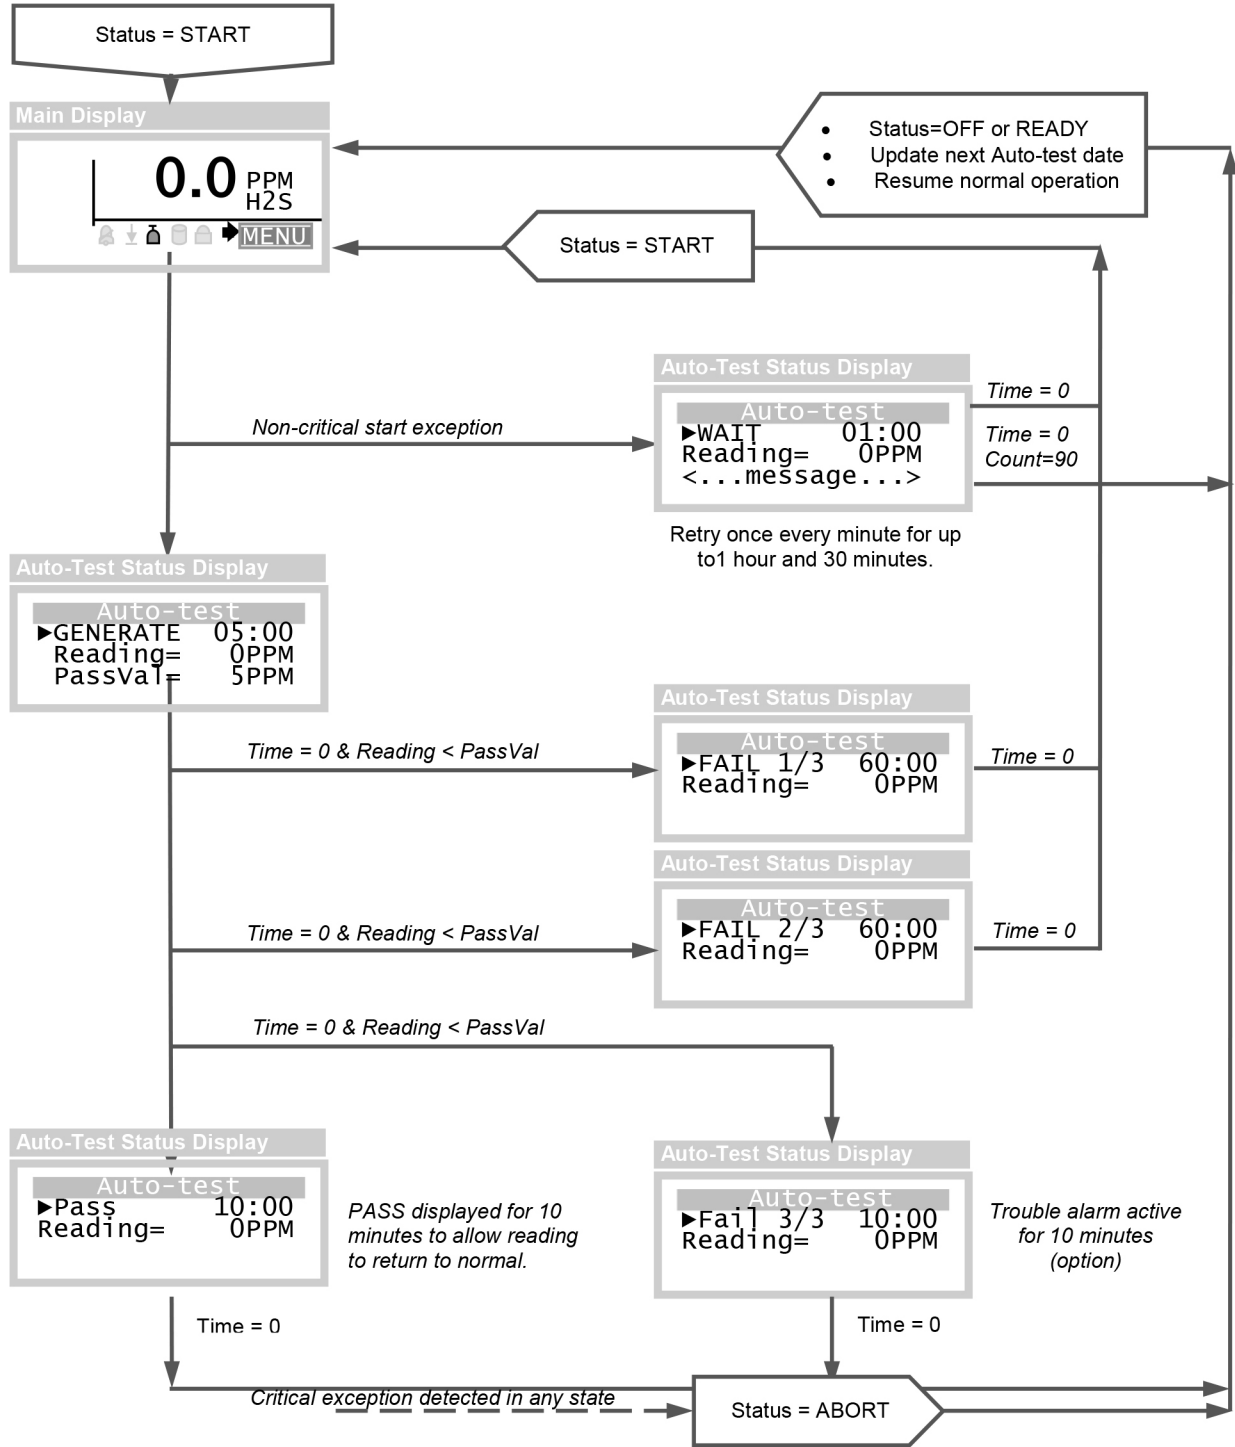 Status = START
Main Display
0.0 PPM
H2S
MENU
● Status=OFF or READY
● Update next Auto-test date
● Resume normal operation
Status = START
Non-critical start exception
Auto-Test Status Display
Auto-test
▶WAIT 01:00
Reading= 0PPM
<...message...>
Time = 0
Time = 0
Count=90
Retry once every minute for up
to1 hour and 30 minutes.
Auto-Test Status Display
Auto-test
▶GENERATE 05:00
Reading= 0PPM
PassVal= 5PPM
Time = 0 & Reading < PassVal
Auto-Test Status Display
Auto-test
▶FAIL 1/3 60:00
Reading= 0PPM
Time = 0
Time = 0 & Reading < PassVal
Auto-Test Status Display
Auto-test
▶FAIL 2/3 60:00
Reading= 0PPM
Time = 0
Time = 0 & Reading < PassVal
Auto-Test Status Display
Auto-test
▶Pass 10:00
Reading= 0PPM
PASS displayed for 10
minutes to allow reading
to return to normal.
Auto-Test Status Display
Auto-test
▶Fail 3/3 10:00
Reading= 0PPM
Trouble alarm active
for 10 minutes
(option)
Time = 0
Time = 0
Critical exception detected in any state
Status = ABORT